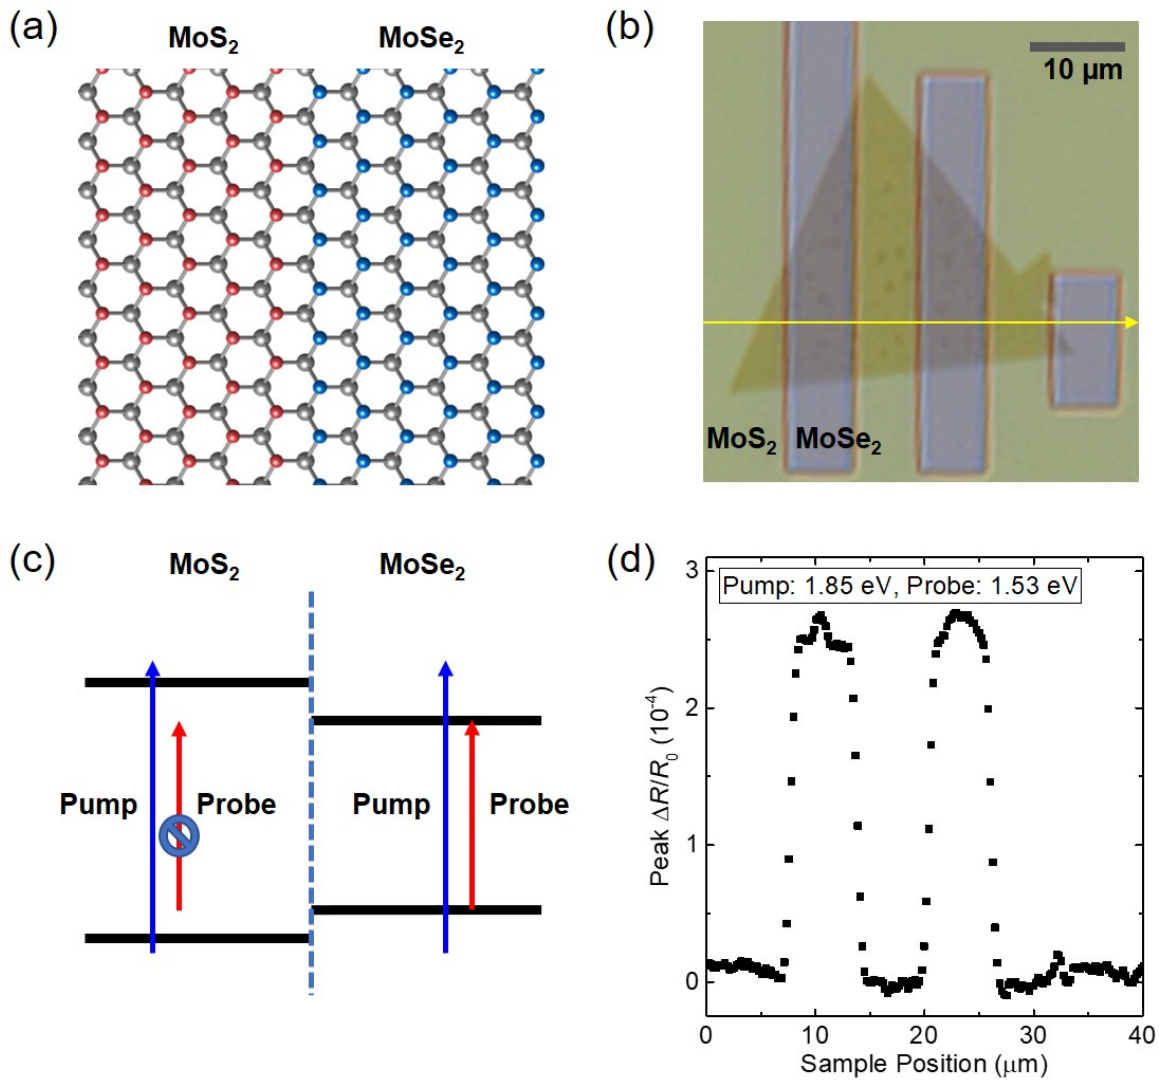 (a)
MoS₂ MoSe₂
(b)
10 µm
MoS₂ MoSe₂
(c)
MoS₂ MoSe₂
Pump Probe Pump Probe
(d)
Pump: 1.85 eV, Probe: 1.53 eV
Peak ΔR/R₀ (10⁻⁴)
3
2
1
0
0 10 20 30 40
Sample Position (μm)